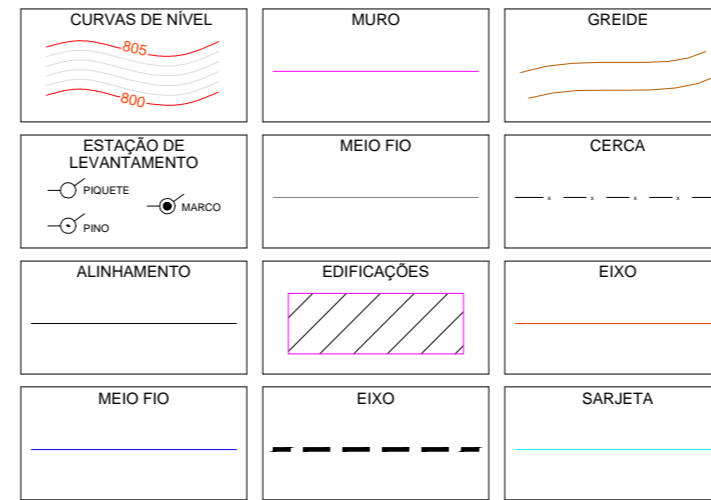 CURVAS DE NÍVEL
805
800
MURO
GREIDE
ESTAÇÃO DE
LEVANTAMENTO
PIQUETE
MARCO
PINO
MEIO FIO
CERCA
x x x x
ALINHAMENTO
EDIFICAÇÕES
EIXO
MEIO FIO
EIXO
SARJETA